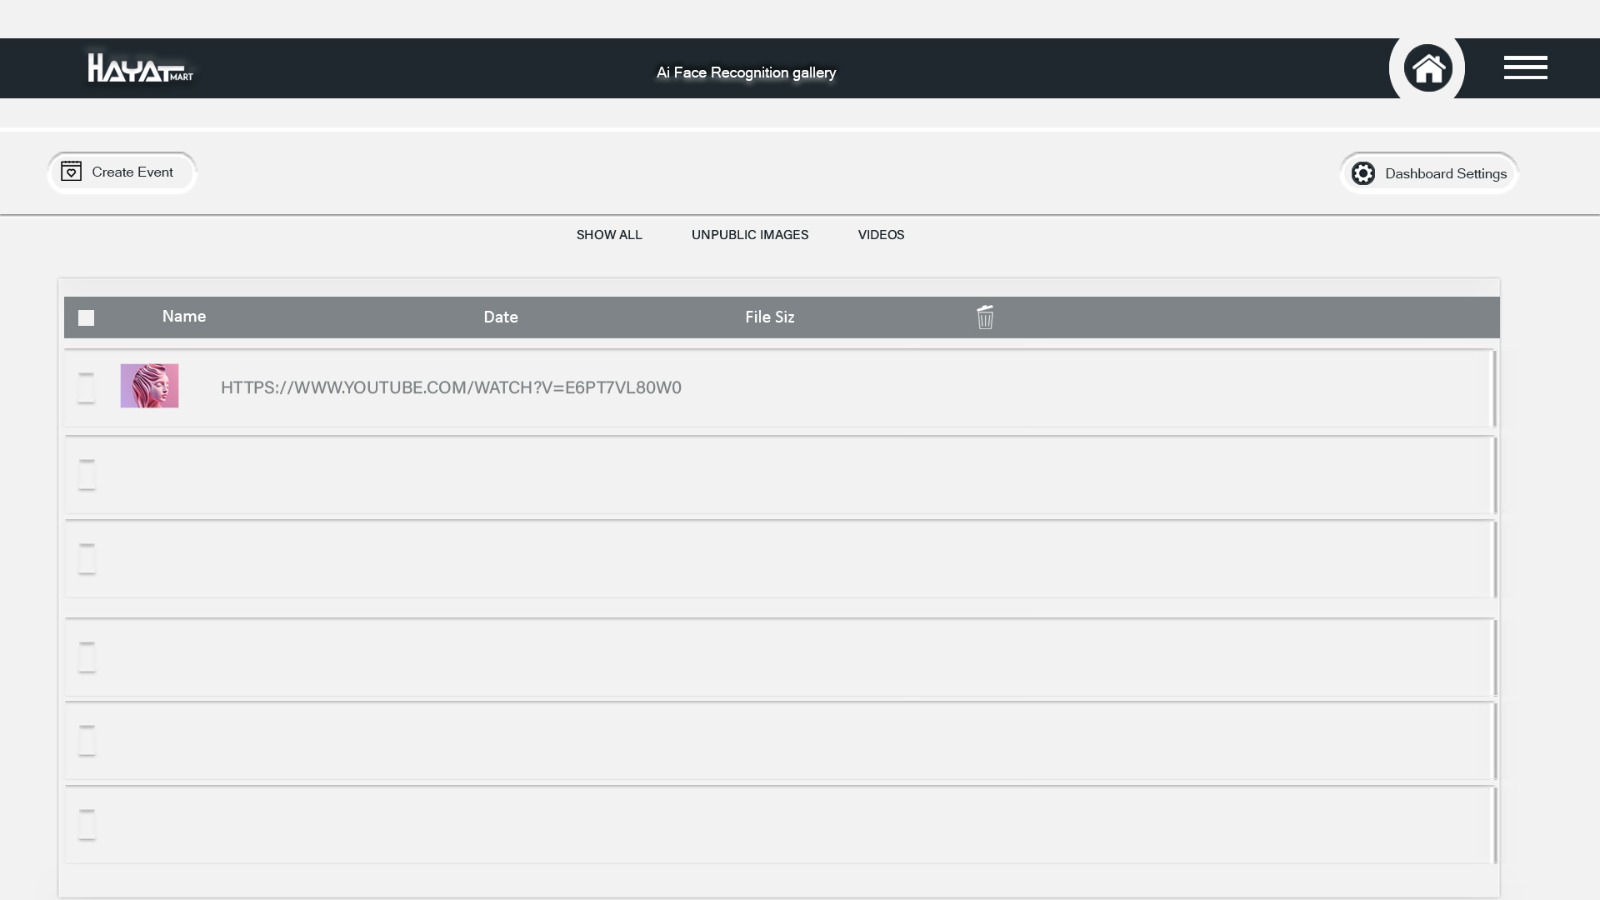 HAYAT MART
Ai Face Recognition gallery
Create Event
Dashboard Settings
SHOW ALL UNPUBLIC IMAGES VIDEOS
Name Date File Siz
HTTPS://WWW.YOUTUBE.COM/WATCH?V=E6PT7VL80W0